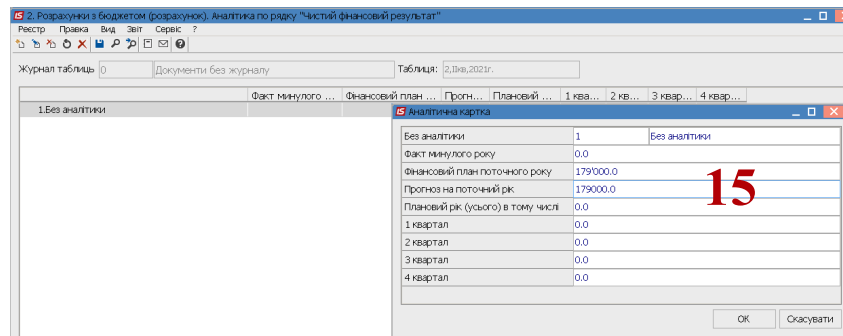 2. Розрахунки з бюджетом (розразунок). Аналітика по рядку "Чистий фінансовий результат"
Реєстр Правка Вид Звіт Сервіс ?
Журнал таблиць 0 Документи без журналу Таблиця: 2,IIкв,2021г.
Факт минулого ... Фінансовий план ... Прогн... Плановий ... 1 ква... 2 кв... 3 квар... 4 квар...
1.Без аналітики
Аналітична картка
Без аналітики 1 Без аналітики
Факт минулого року 0.0
Фінансовий план поточного року 179'000.0
Прогноз на поточний рік 179000.0
15
Плановий рік (усього) в тому числі 0.0
1 квартал 0.0
2 квартал 0.0
3 квартал 0.0
4 квартал 0.0
OK Скасувати